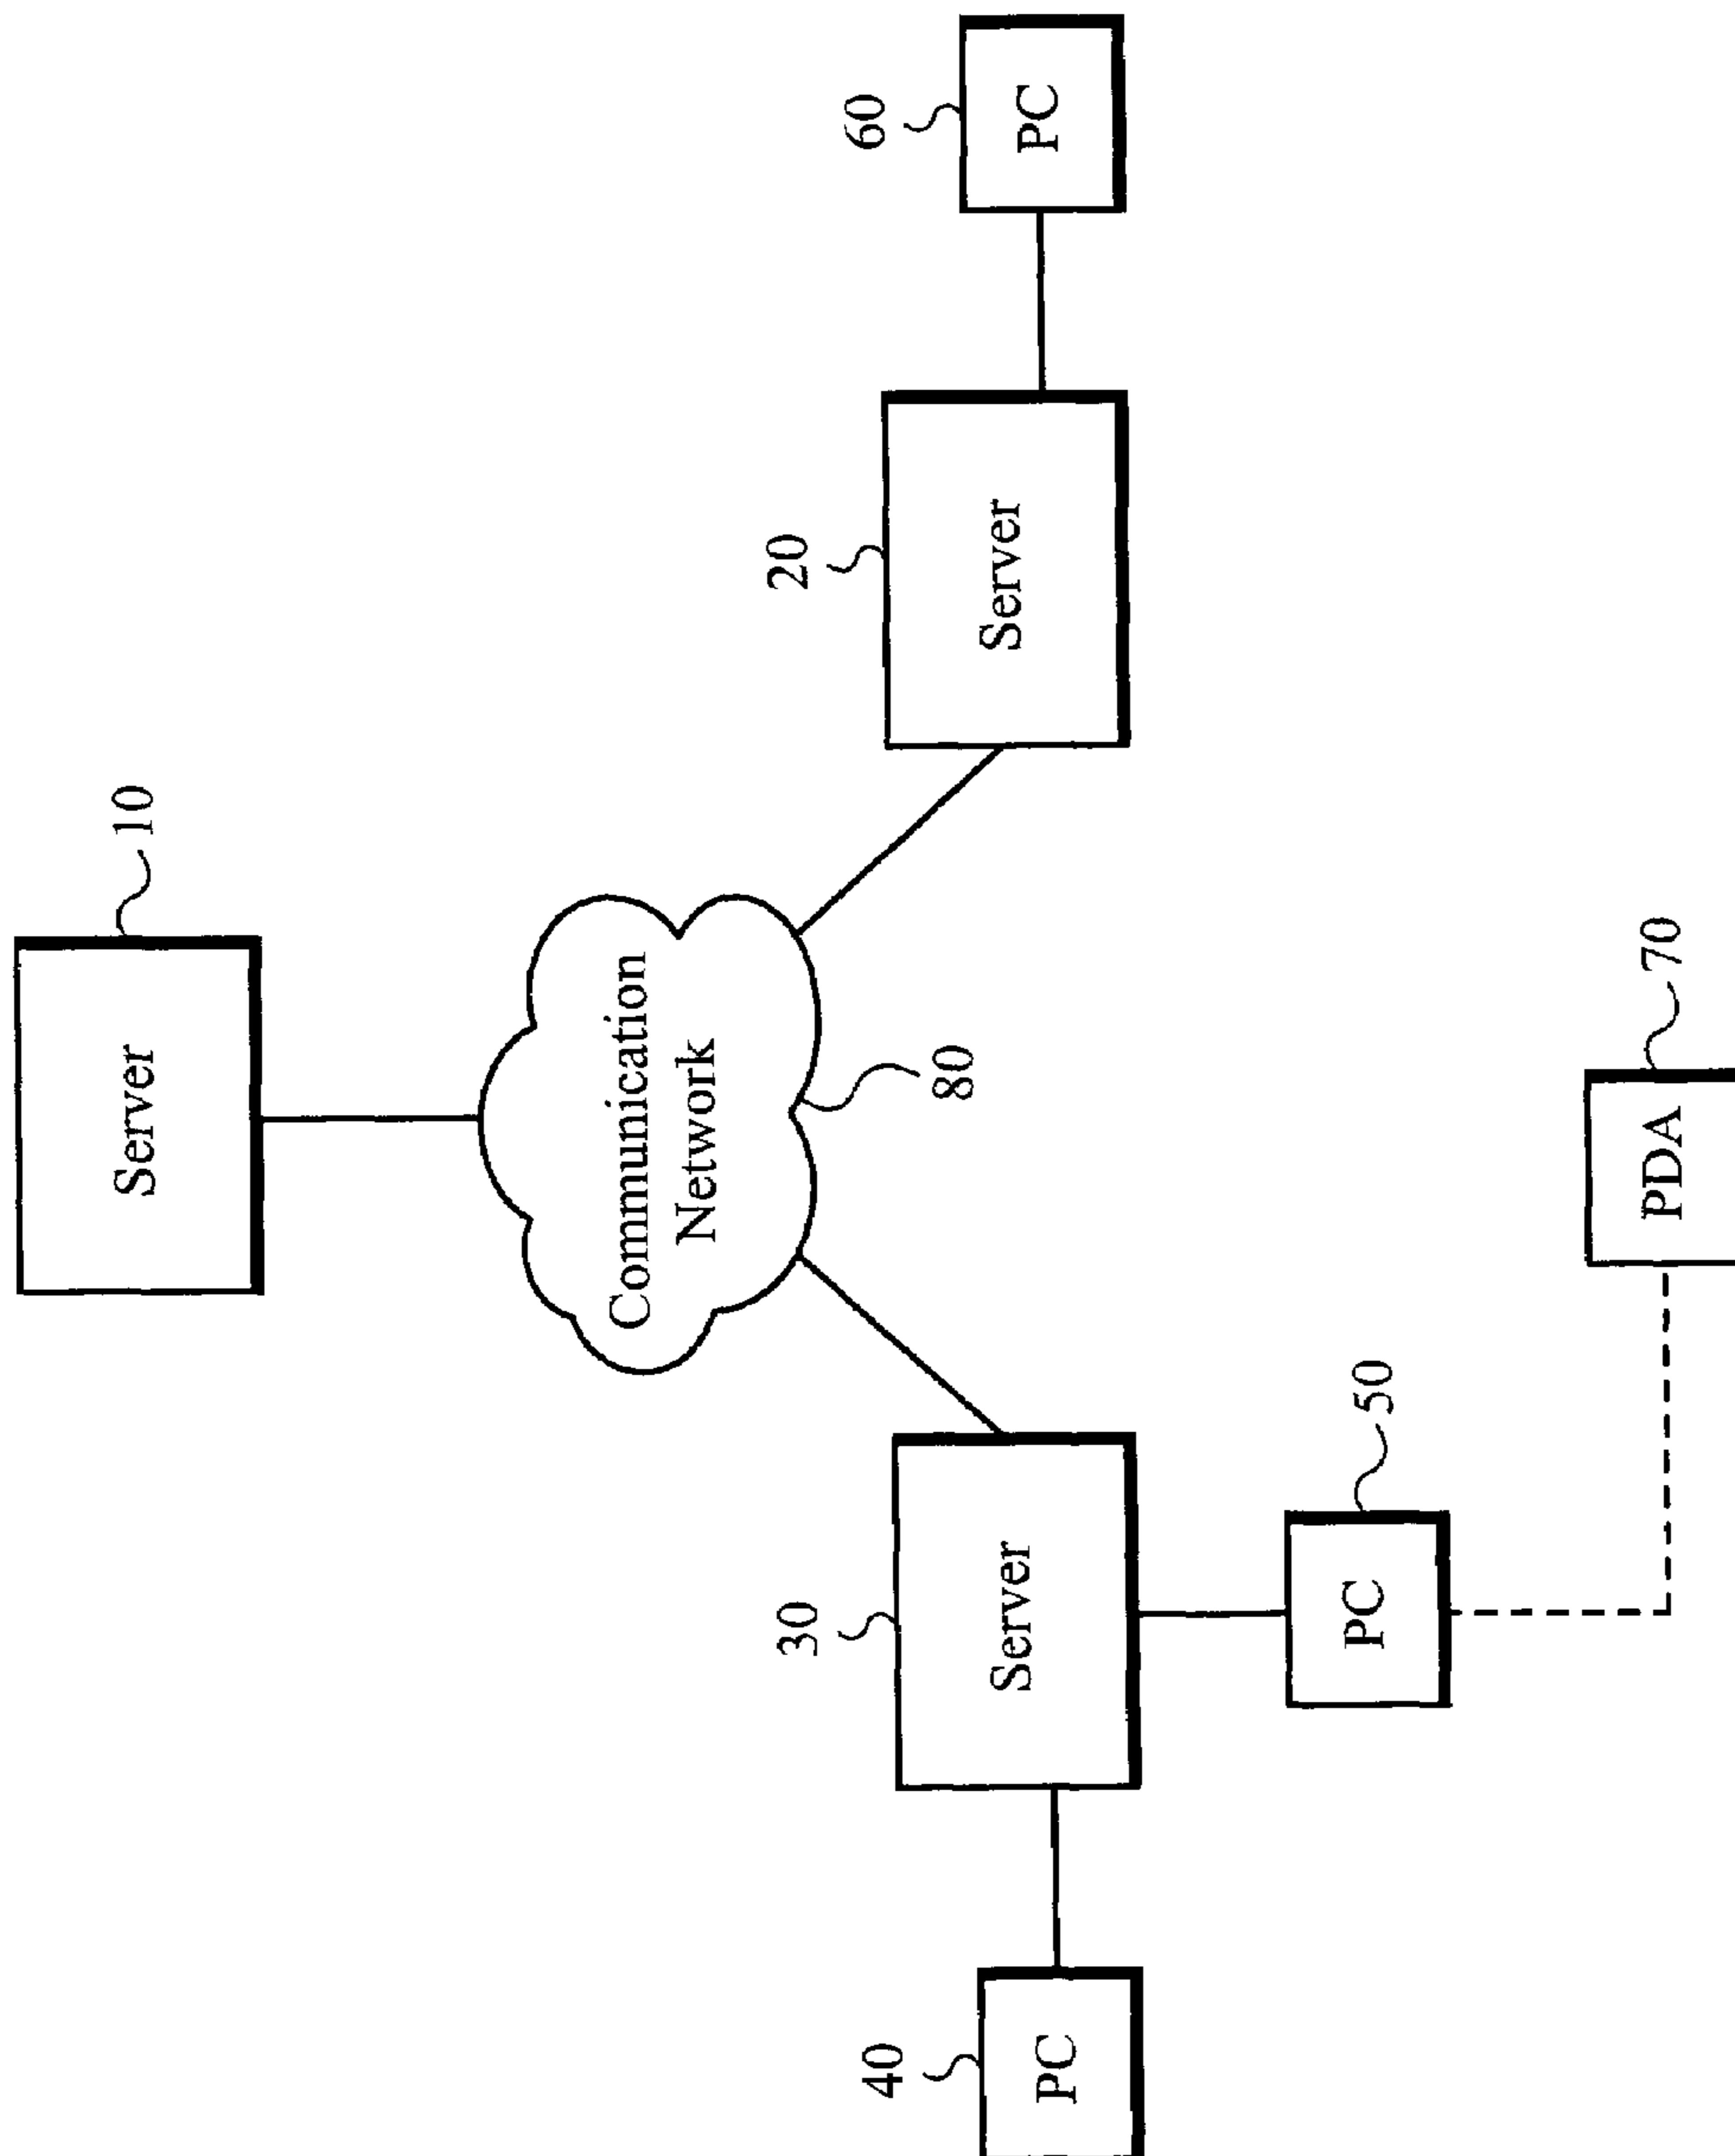 10
Server
Communication
Network
80
30
Server
20
Server
60
PC
40
PC
50
PC
70
PDA